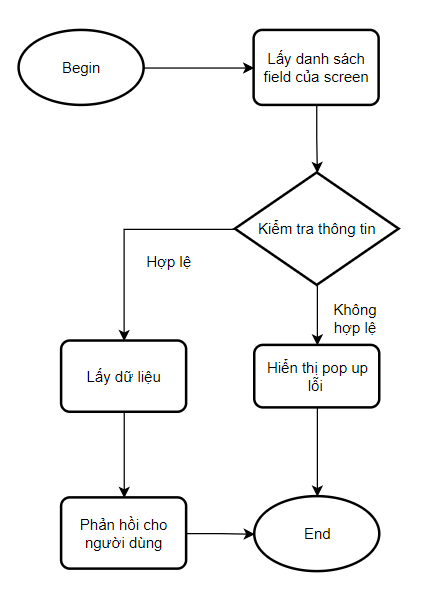 Begin
Lấy danh sách
field của screen
Kiểm tra thông tin
Hợp lệ
Không
hợp lệ
Lấy dữ liệu
Hiển thị pop up
lỗi
Phản hồi cho
người dùng
End